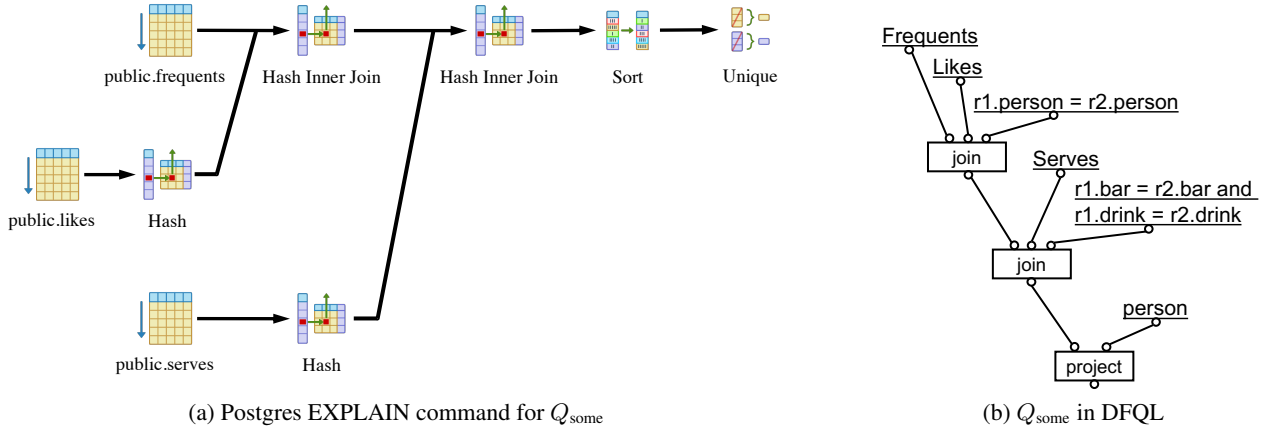 public.frequents
Hash Inner Join
Hash Inner Join
Sort
Unique
public.likes
Hash
public.serves
Hash
(a) Postgres EXPLAIN command for Qsome
Frequents
Likes
r1.person = r2.person
join
Serves
r1.bar = r2.bar and
r1.drink = r2.drink
join
person
project
(b) Qsome in DFQL